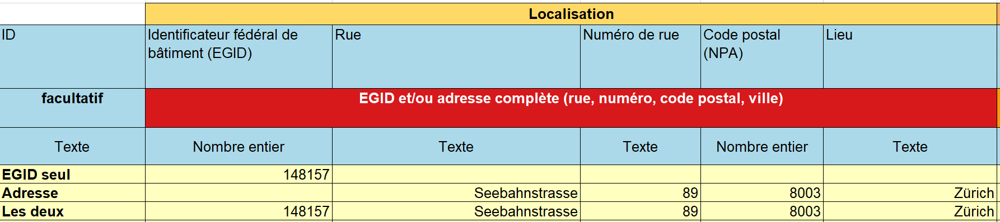 Localisation
ID
Identificateur fédéral de
bâtiment (EGID)
Rue
Numéro de rue
Code postal
(NPA)
Lieu
facultatif
EGID et/ou adresse complète (rue, numéro, code postal, ville)
Texte
Nombre entier
Texte
Texte
Nombre entier
Texte
EGID seul
148157
Adresse
Seebahnstrasse
89
8003
Zürich
Les deux
148157
Seebahnstrasse
89
8003
Zürich